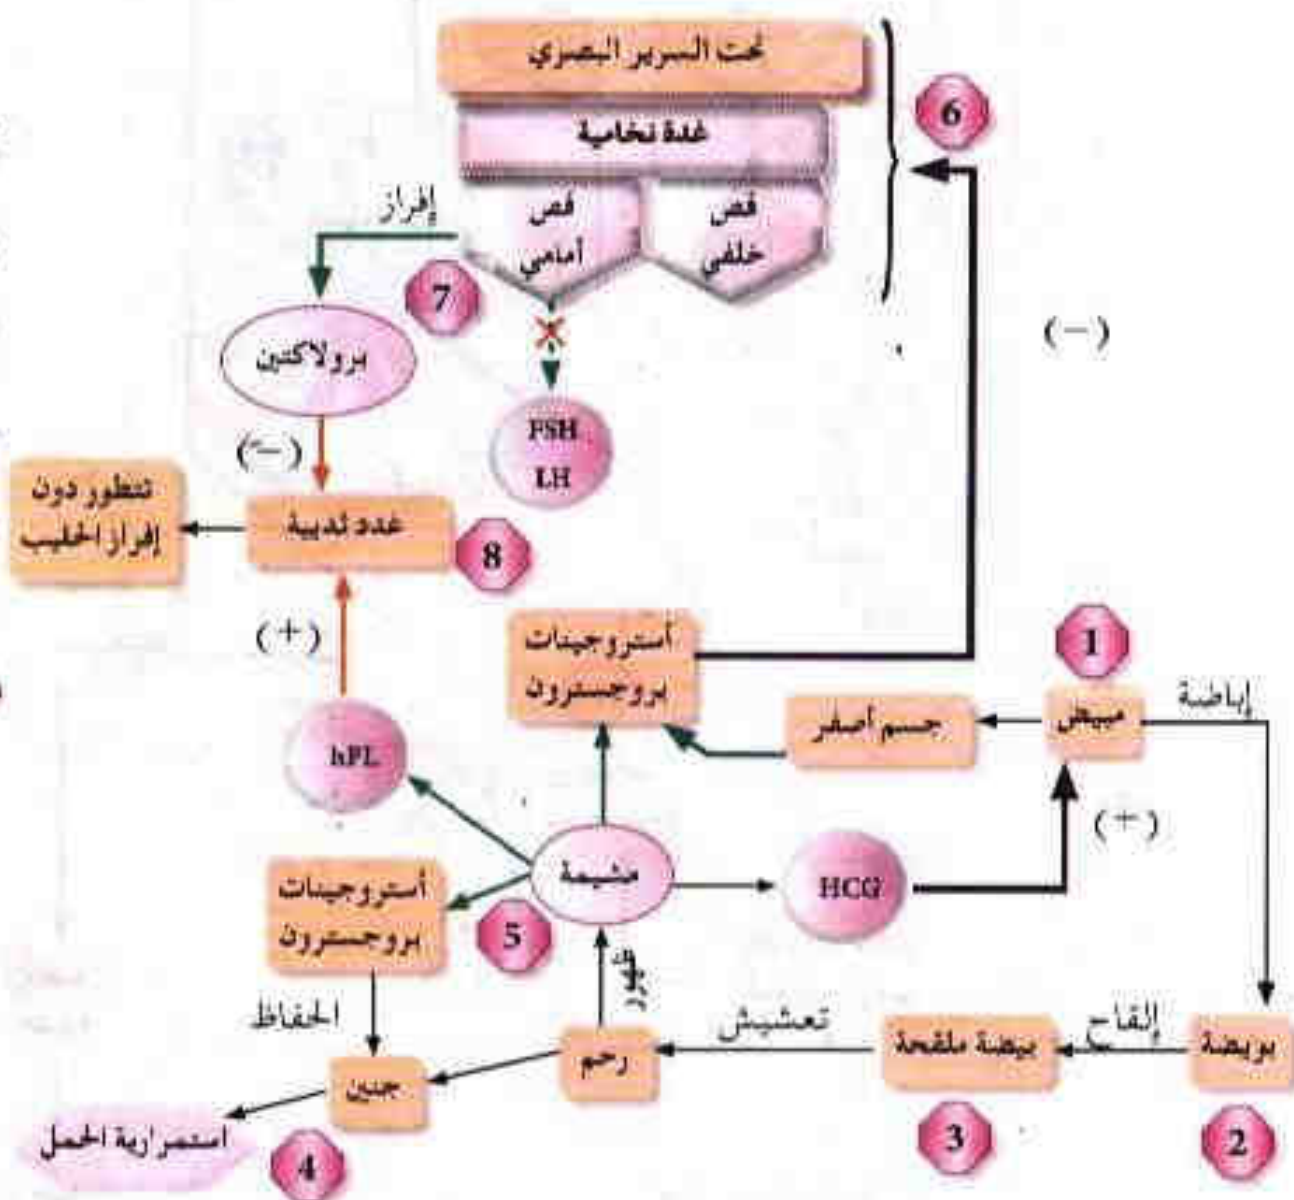 تحت السرير البصري
6
غدة نخامية
إفراز
فص
أمامي
فص
خلفي
7
(−)
برولاكتين
FSH
LH
(−)
تتطور دون
إفراز الحليب
غدد ثديية
8
(+)
أستروجينات
بروجسترون
1
إباضة
مبيض
جسم أصفر
hPL
(+)
مشيمة
HCG
أستروجينات
بروجسترون
5
ظهور
الحفاظ
تعشيش
إلقاح
بويضة
بيضة ملقحة
رحم
جنين
استمرارية الحمل
4
3
2